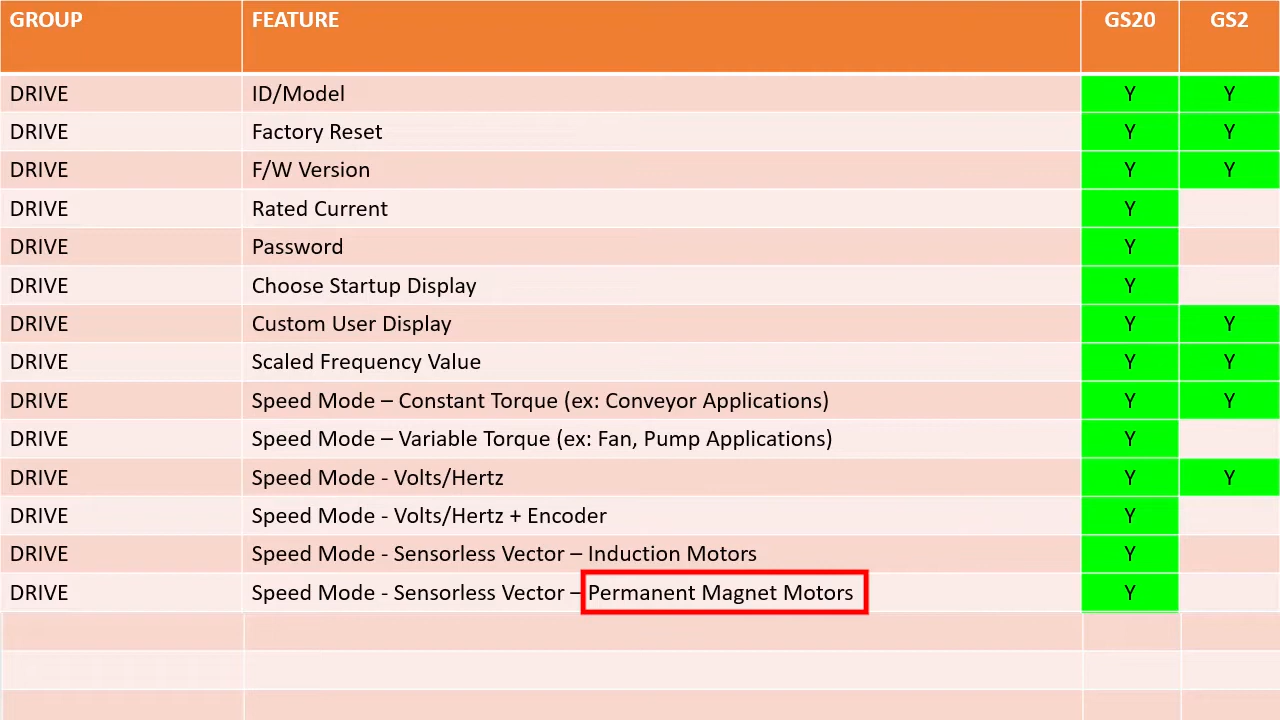 GROUP FEATURE GS20 GS2
DRIVE ID/Model Y Y
DRIVE Factory Reset Y Y
DRIVE F/W Version Y Y
DRIVE Rated Current Y
DRIVE Password Y
DRIVE Choose Startup Display Y
DRIVE Custom User Display Y Y
DRIVE Scaled Frequency Value Y Y
DRIVE Speed Mode – Constant Torque (ex: Conveyor Applications) Y Y
DRIVE Speed Mode – Variable Torque (ex: Fan, Pump Applications) Y
DRIVE Speed Mode - Volts/Hertz Y Y
DRIVE Speed Mode - Volts/Hertz + Encoder Y
DRIVE Speed Mode - Sensorless Vector – Induction Motors Y
DRIVE Speed Mode - Sensorless Vector – Permanent Magnet Motors Y